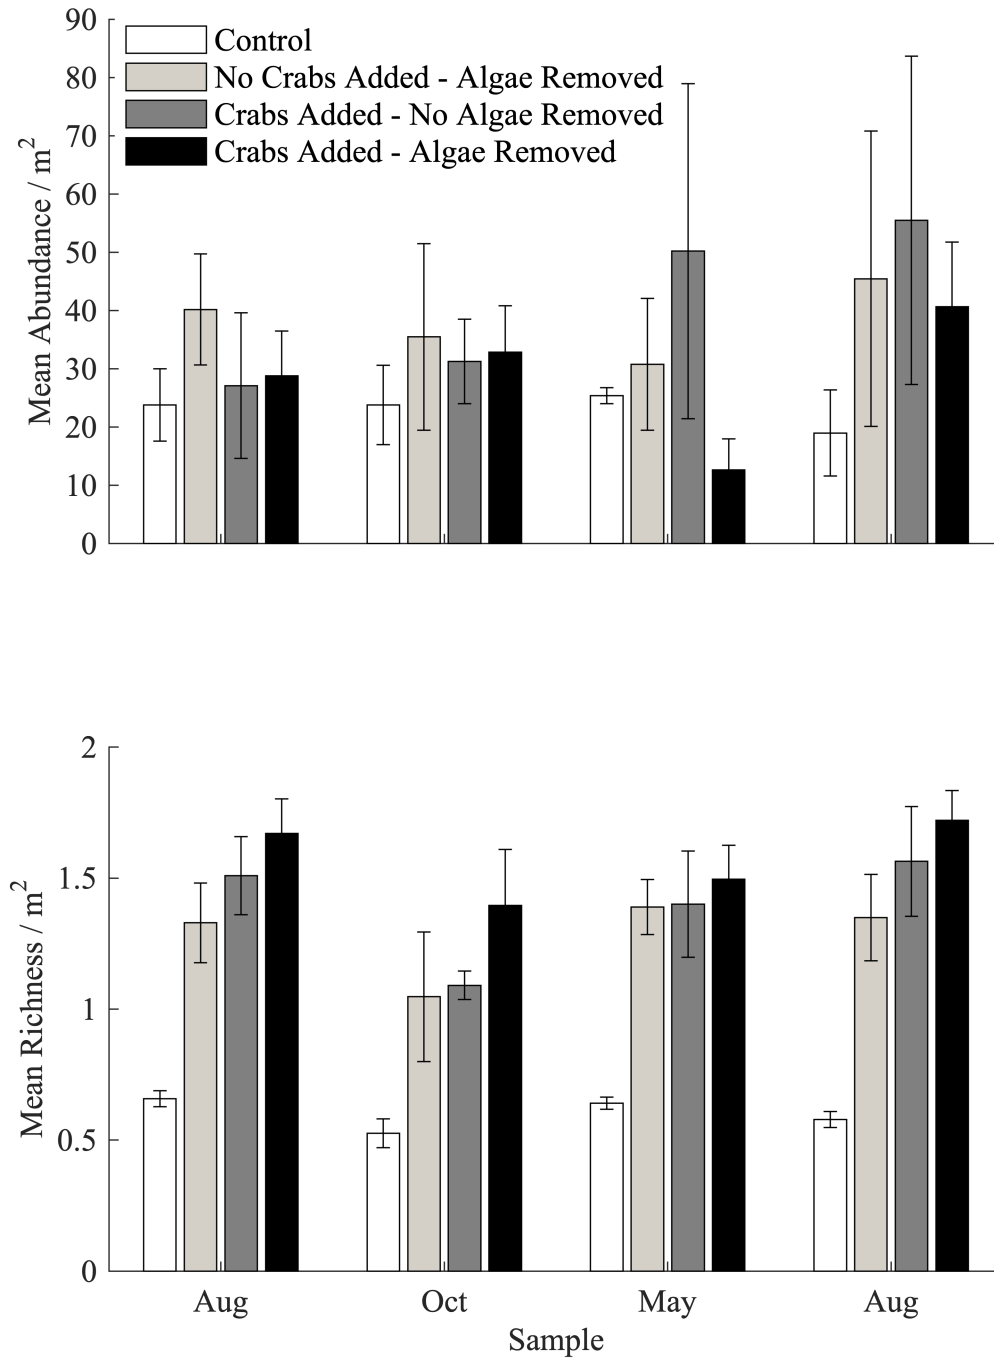 90
80
70
60
50
40
30
20
10
0
Mean Abundance / m²
Control
No Crabs Added - Algae Removed
Crabs Added - No Algae Removed
Crabs Added - Algae Removed
2
1.5
1
0.5
0
Mean Richness / m²
Aug Oct May Aug
Sample